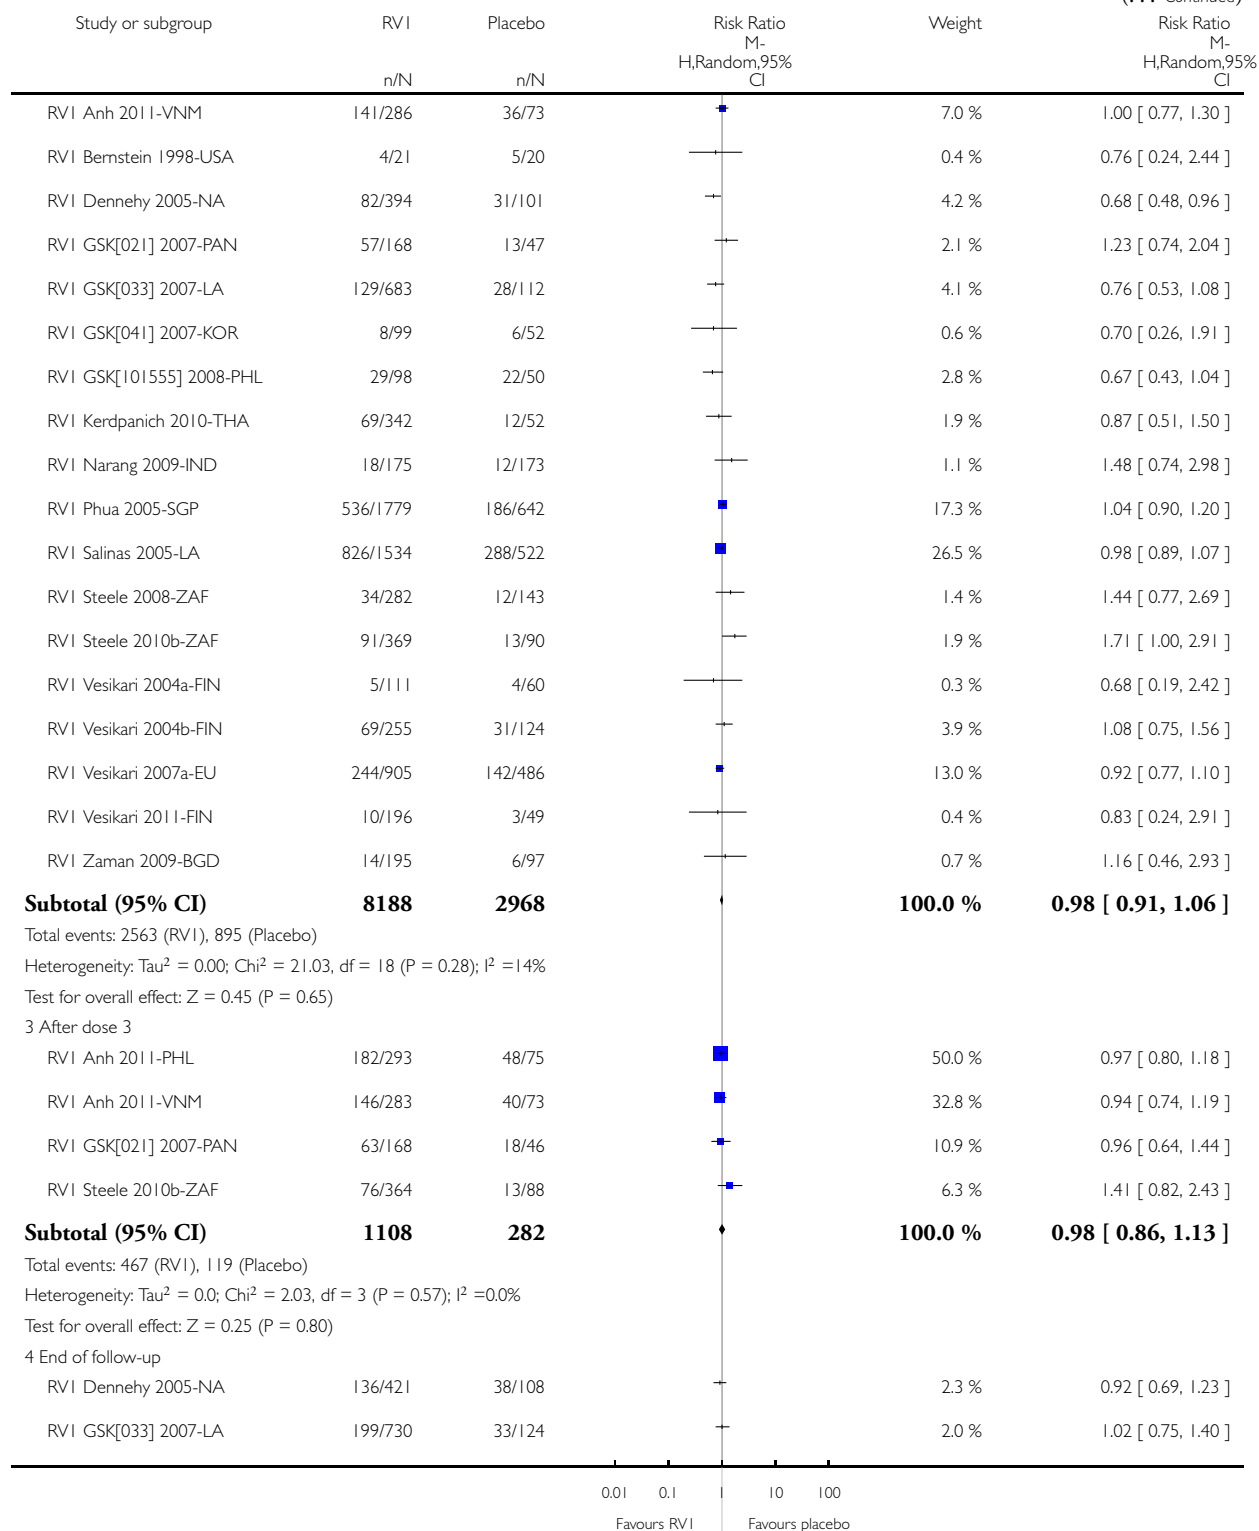 Continued)
Study or subgroup RV1 Placebo Risk Ratio Weight Risk Ratio
M- M-
H,Random,95% H,Random,95%
n/N n/N CI CI
RV1 Anh 2011-VNM 141/286 36/73 7.0 % 1.00 [ 0.77, 1.30 ]
RV1 Bernstein 1998-USA 4/21 5/20 0.4 % 0.76 [ 0.24, 2.44 ]
RV1 Dennehy 2005-NA 82/394 31/101 4.2 % 0.68 [ 0.48, 0.96 ]
RV1 GSK[021] 2007-PAN 57/168 13/47 2.1 % 1.23 [ 0.74, 2.04 ]
RV1 GSK[033] 2007-LA 129/683 28/112 4.1 % 0.76 [ 0.53, 1.08 ]
RV1 GSK[041] 2007-KOR 8/99 6/52 0.6 % 0.70 [ 0.26, 1.91 ]
RV1 GSK[101555] 2008-PHL 29/98 22/50 2.8 % 0.67 [ 0.43, 1.04 ]
RV1 Kerdpanich 2010-THA 69/342 12/52 1.9 % 0.87 [ 0.51, 1.50 ]
RV1 Narang 2009-IND 18/175 12/173 1.1 % 1.48 [ 0.74, 2.98 ]
RV1 Phua 2005-SGP 536/1779 186/642 17.3 % 1.04 [ 0.90, 1.20 ]
RV1 Salinas 2005-LA 826/1534 288/522 26.5 % 0.98 [ 0.89, 1.07 ]
RV1 Steele 2008-ZAF 34/282 12/143 1.4 % 1.44 [ 0.77, 2.69 ]
RV1 Steele 2010b-ZAF 91/369 13/90 1.9 % 1.71 [ 1.00, 2.91 ]
RV1 Vesikari 2004a-FIN 5/111 4/60 0.3 % 0.68 [ 0.19, 2.42 ]
RV1 Vesikari 2004b-FIN 69/255 31/124 3.9 % 1.08 [ 0.75, 1.56 ]
RV1 Vesikari 2007a-EU 244/905 142/486 13.0 % 0.92 [ 0.77, 1.10 ]
RV1 Vesikari 2011-FIN 10/196 3/49 0.4 % 0.83 [ 0.24, 2.91 ]
RV1 Zaman 2009-BGD 14/195 6/97 0.7 % 1.16 [ 0.46, 2.93 ]
Subtotal (95% CI) 8188 2968 100.0 % 0.98 [ 0.91, 1.06 ]
Total events: 2563 (RV1), 895 (Placebo)
Heterogeneity: Tau² = 0.00; Chi² = 21.03, df = 18 (P = 0.28); I² =14%
Test for overall effect: Z = 0.45 (P = 0.65)
3 After dose 3
RV1 Anh 2011-PHL 182/293 48/75 50.0 % 0.97 [ 0.80, 1.18 ]
RV1 Anh 2011-VNM 146/283 40/73 32.8 % 0.94 [ 0.74, 1.19 ]
RV1 GSK[021] 2007-PAN 63/168 18/46 10.9 % 0.96 [ 0.64, 1.44 ]
RV1 Steele 2010b-ZAF 76/364 13/88 6.3 % 1.41 [ 0.82, 2.43 ]
Subtotal (95% CI) 1108 282 100.0 % 0.98 [ 0.86, 1.13 ]
Total events: 467 (RV1), 119 (Placebo)
Heterogeneity: Tau² = 0.0; Chi² = 2.03, df = 3 (P = 0.57); I² =0.0%
Test for overall effect: Z = 0.25 (P = 0.80)
4 End of follow-up
RV1 Dennehy 2005-NA 136/421 38/108 2.3 % 0.92 [ 0.69, 1.23 ]
RV1 GSK[033] 2007-LA 199/730 33/124 2.0 % 1.02 [ 0.75, 1.40 ]
0.01 0.1 1 10 100
Favours RV1 Favours placebo